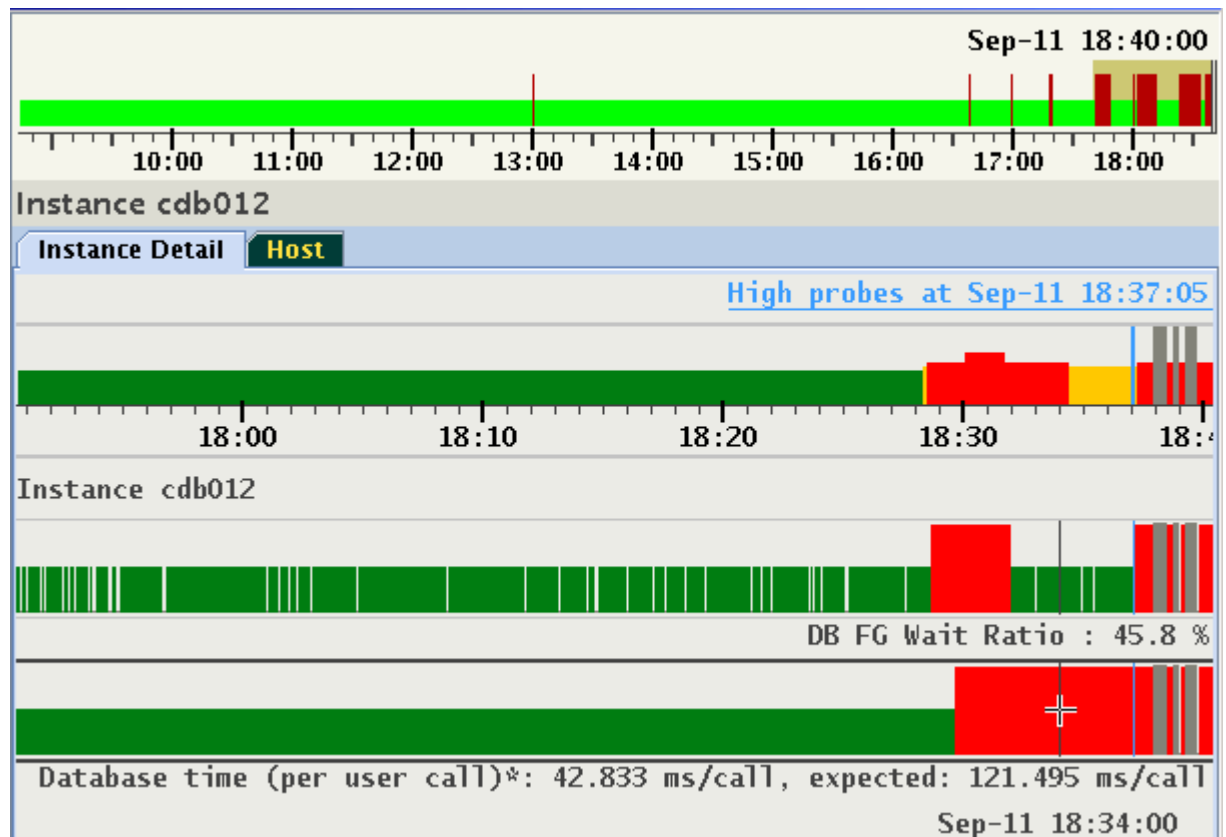 Sep-11 18:40:00
10:00 11:00 12:00 13:00 14:00 15:00 16:00 17:00 18:00
Instance cdb012
Instance Detail Host
High probes at Sep-11 18:37:05
18:00 18:10 18:20 18:30 18:4
Instance cdb012
DB FG Wait Ratio : 45.8 %
Database time (per user call)*: 42.833 ms/call, expected: 121.495 ms/call
Sep-11 18:34:00